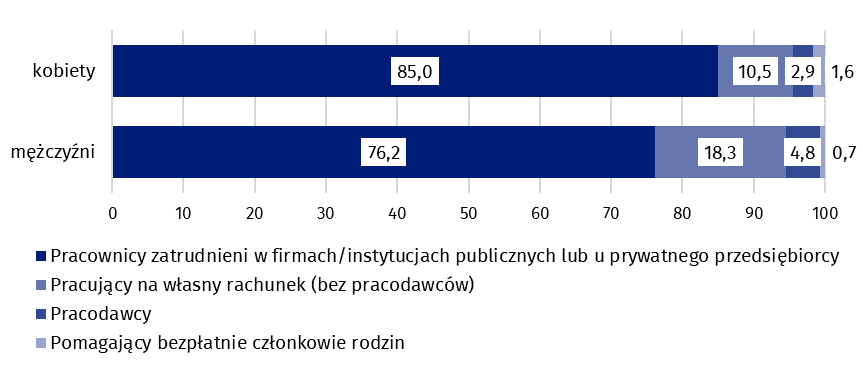 kobiety 85,0 10,5 2,9 1,6
mężczyźni 76,2 18,3 4,8 0,7
0 10 20 30 40 50 60 70 80 90 100
Pracownicy zatrudnieni w firmach/instytucjach publicznych lub u prywatnego przedsiębiorcy
Pracujący na własny rachunek (bez pracodawców)
Pracodawcy
Pomagający bezpłatnie członkowie rodzin